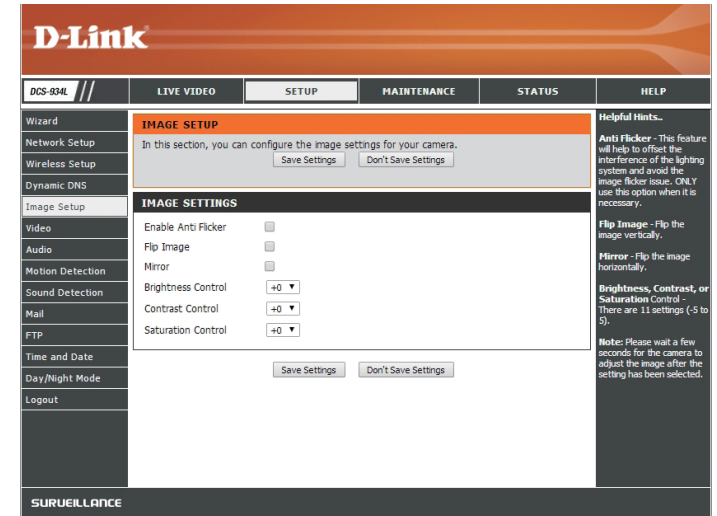 D-Link
DCS-934L
LIVE VIDEO
SETUP
MAINTENANCE
STATUS
HELP
Wizard
Network Setup
Wireless Setup
Dynamic DNS
Image Setup
Video
Audio
Motion Detection
Sound Detection
Mail
FTP
Time and Date
Day/Night Mode
Logout
IMAGE SETUP
In this section, you can configure the image settings for your camera.
Save Settings
Don't Save Settings
IMAGE SETTINGS
Enable Anti Flicker
Flip Image
Mirror
Brightness Control
+0
Contrast Control
+0
Saturation Control
+0
Save Settings
Don't Save Settings
Helpful Hints..
Anti Flicker - This feature
will help to offset the
interference of the lighting
system and avoid the
image flicker issue. ONLY
use this option when it is
necessary.
Flip Image - Flip the
image vertically.
Mirror - Flip the image
horizontally.
Brightness, Contrast, or
Saturation Control -
There are 11 settings (-5 to
5).
Note: Please wait a few
seconds for the camera to
adjust the image after the
setting has been selected.
SURVEILLANCE